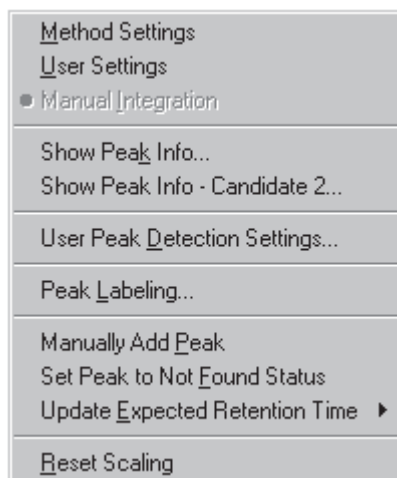 Method Settings
User Settings
Manual Integration
Show Peak Info...
Show Peak Info - Candidate 2...
User Peak Detection Settings...
Peak Labeling...
Manually Add Peak
Set Peak to Not Found Status
Update Expected Retention Time
Reset Scaling